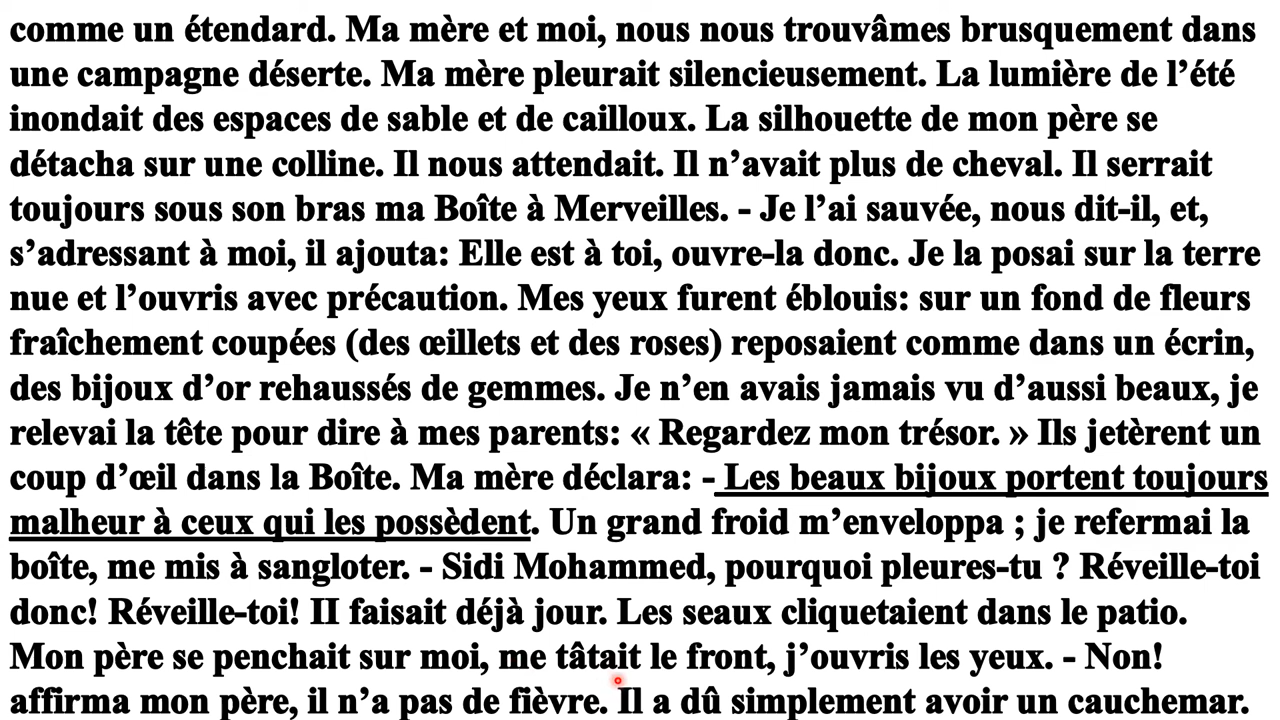 comme un étendard. Ma mère et moi, nous nous trouvâmes brusquement dans
une campagne déserte. Ma mère pleurait silencieusement. La lumière de l’été
inondait des espaces de sable et de cailloux. La silhouette de mon père se
détacha sur une colline. Il nous attendait. Il n’avait plus de cheval. Il serrait
toujours sous son bras ma Boîte à Merveilles. - Je l’ai sauvée, nous dit-il, et,
s’adressant à moi, il ajouta: Elle est à toi, ouvre-la donc. Je la posai sur la terre
nue et l’ouvris avec précaution. Mes yeux furent éblouis: sur un fond de fleurs
fraîchement coupées (des œillets et des roses) reposaient comme dans un écrin,
des bijoux d’or rehaussés de gemmes. Je n’en avais jamais vu d’aussi beaux, je
relevai la tête pour dire à mes parents: « Regardez mon trésor. » Ils jetèrent un
coup d’œil dans la Boîte. Ma mère déclara: - Les beaux bijoux portent toujours
malheur à ceux qui les possèdent. Un grand froid m’enveloppa ; je refermai la
boîte, me mis à sangloter. - Sidi Mohammed, pourquoi pleures-tu ? Réveille-toi
donc! Réveille-toi! II faisait déjà jour. Les seaux cliquetaient dans le patio.
Mon père se penchait sur moi, me tâtait le front, j’ouvris les yeux. - Non!
affirma mon père, il n’a pas de fièvre. Il a dû simplement avoir un cauchemar.